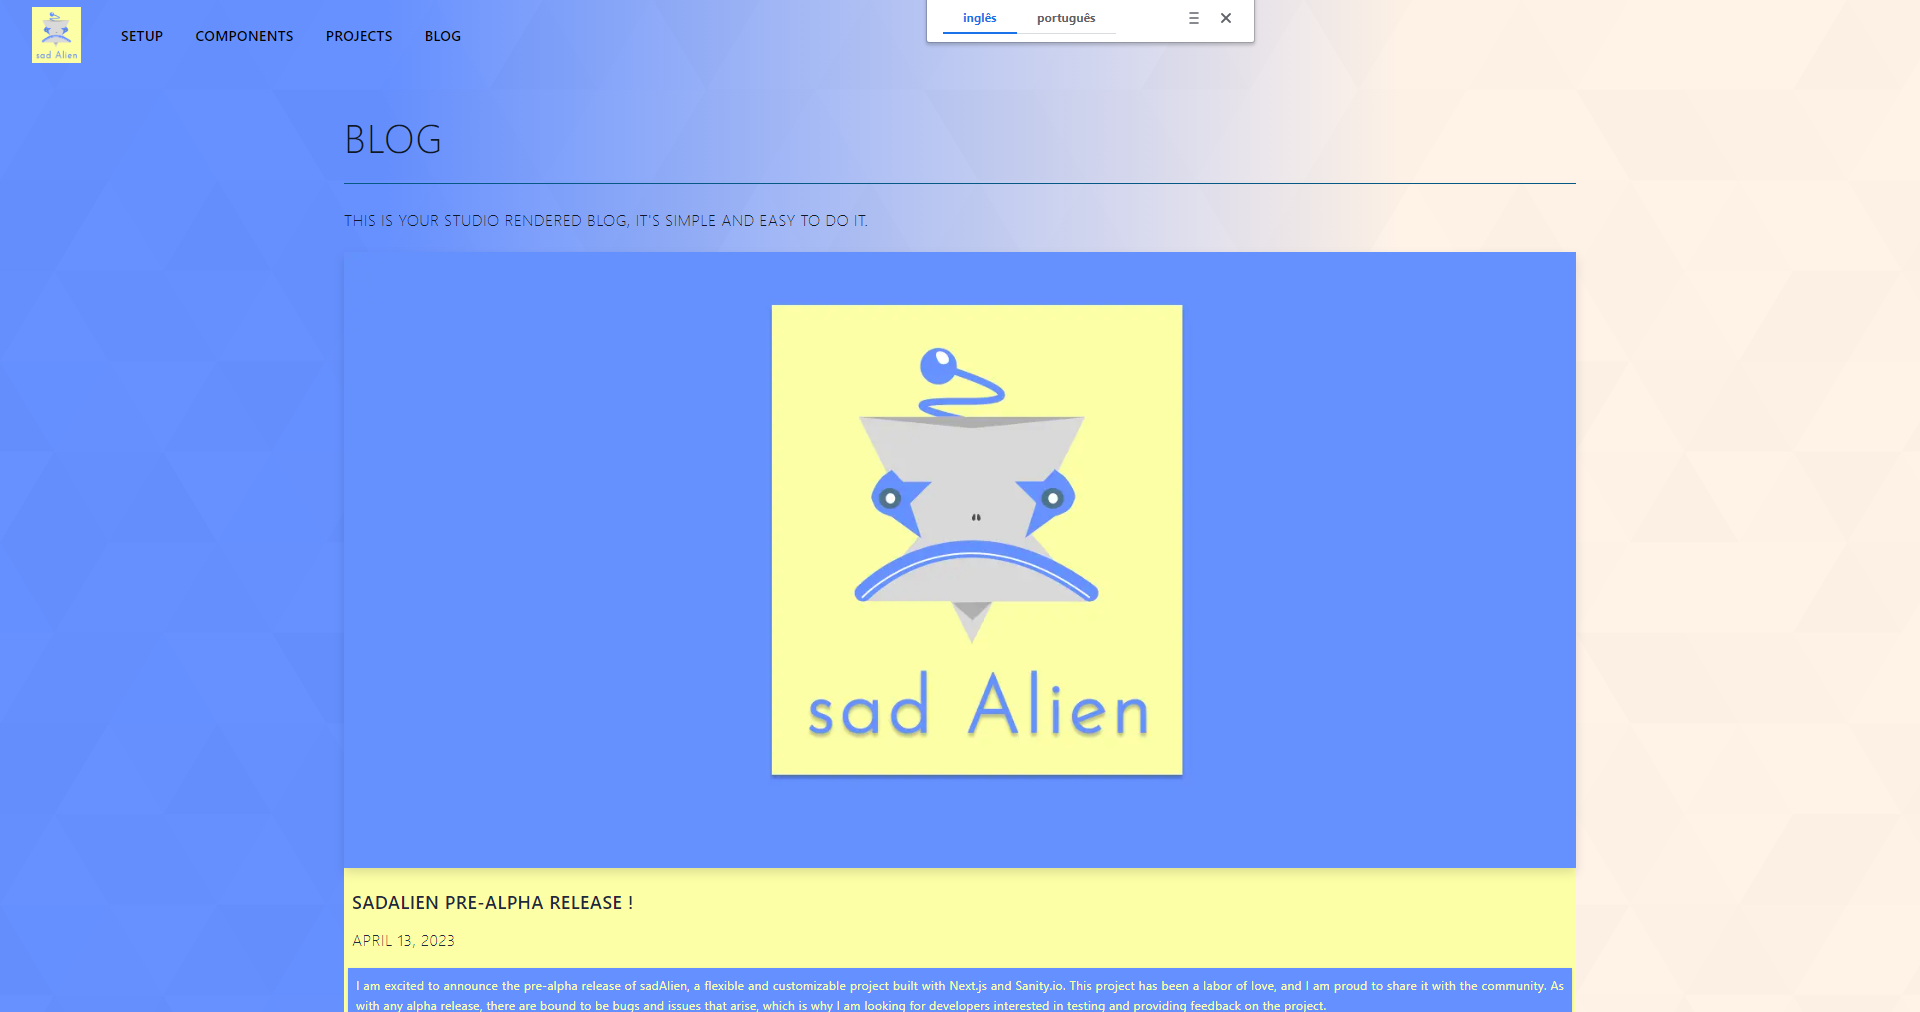 sad Alien
SETUP COMPONENTS PROJECTS BLOG
inglês português
BLOG
THIS IS YOUR STUDIO RENDERED BLOG, IT'S SIMPLE AND EASY TO DO IT.
sad Alien
SADALIEN PRE-ALPHA RELEASE !
APRIL 13, 2023
I am excited to announce the pre-alpha release of sadAlien, a flexible and customizable project built with Next.js and Sanity.io. This project has been a labor of love, and I am proud to share it with the community. As
with any alpha release, there are bound to be bugs and issues that arise, which is why I am looking for developers interested in testing and providing feedback on the project.